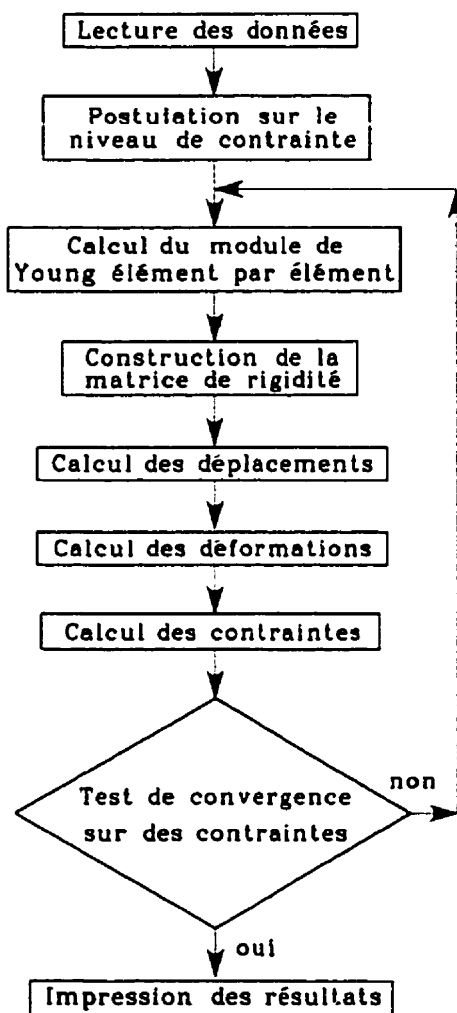 Lecture des données
Postulation sur le
niveau de contrainte
Calcul du module de
Young élément par élément
Construction de la
matrice de rigidité
Calcul des déplacements
Calcul des déformations
Calcul des contraintes
Test de convergence
sur des contraintes
non
oui
Impression des résultats